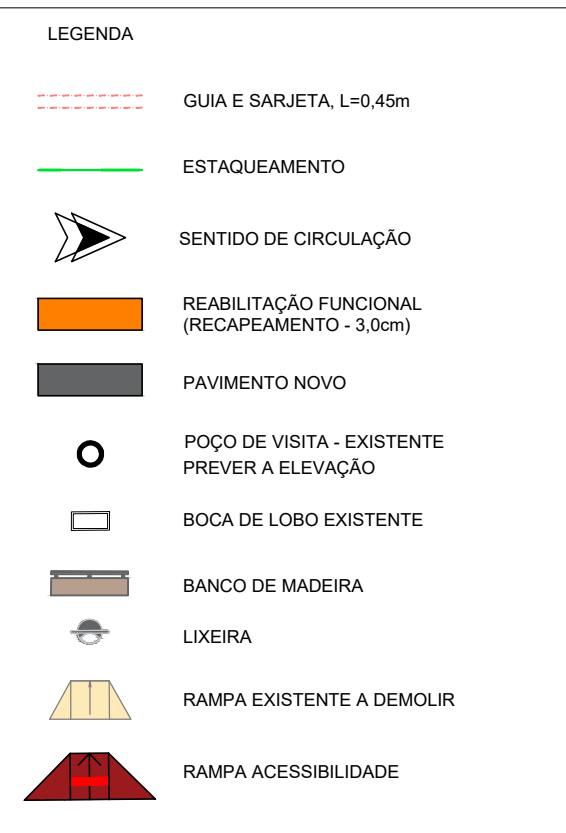 LEGENDA
GUIA E SARJETA, L=0,45m
ESTAQUEAMENTO
SENTIDO DE CIRCULAÇÃO
REABILITAÇÃO FUNCIONAL
(RECAPEAMENTO - 3,0cm)
PAVIMENTO NOVO
POÇO DE VISITA - EXISTENTE
PREVER A ELEVAÇÃO
BOCA DE LOBO EXISTENTE
BANCO DE MADEIRA
LIXEIRA
RAMPA EXISTENTE A DEMOLIR
RAMPA ACESSIBILIDADE